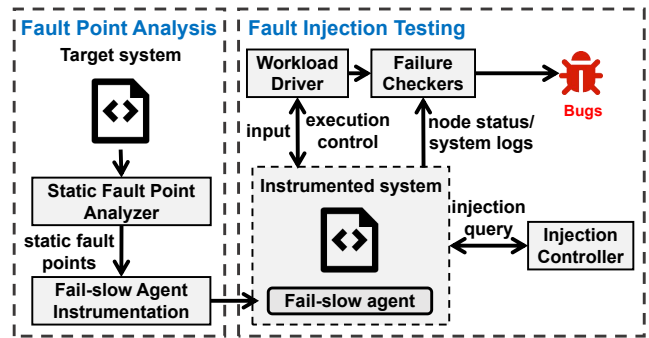 Fault Point Analysis
Target system
Static Fault Point
Analyzer
static fault
points
Fail-slow Agent
Instrumentation
Fault Injection Testing
Workload
Driver
Failure
Checkers
Bugs
input
execution
control
node status/
system logs
Instrumented system
Fail-slow agent
injection
query
Injection
Controller